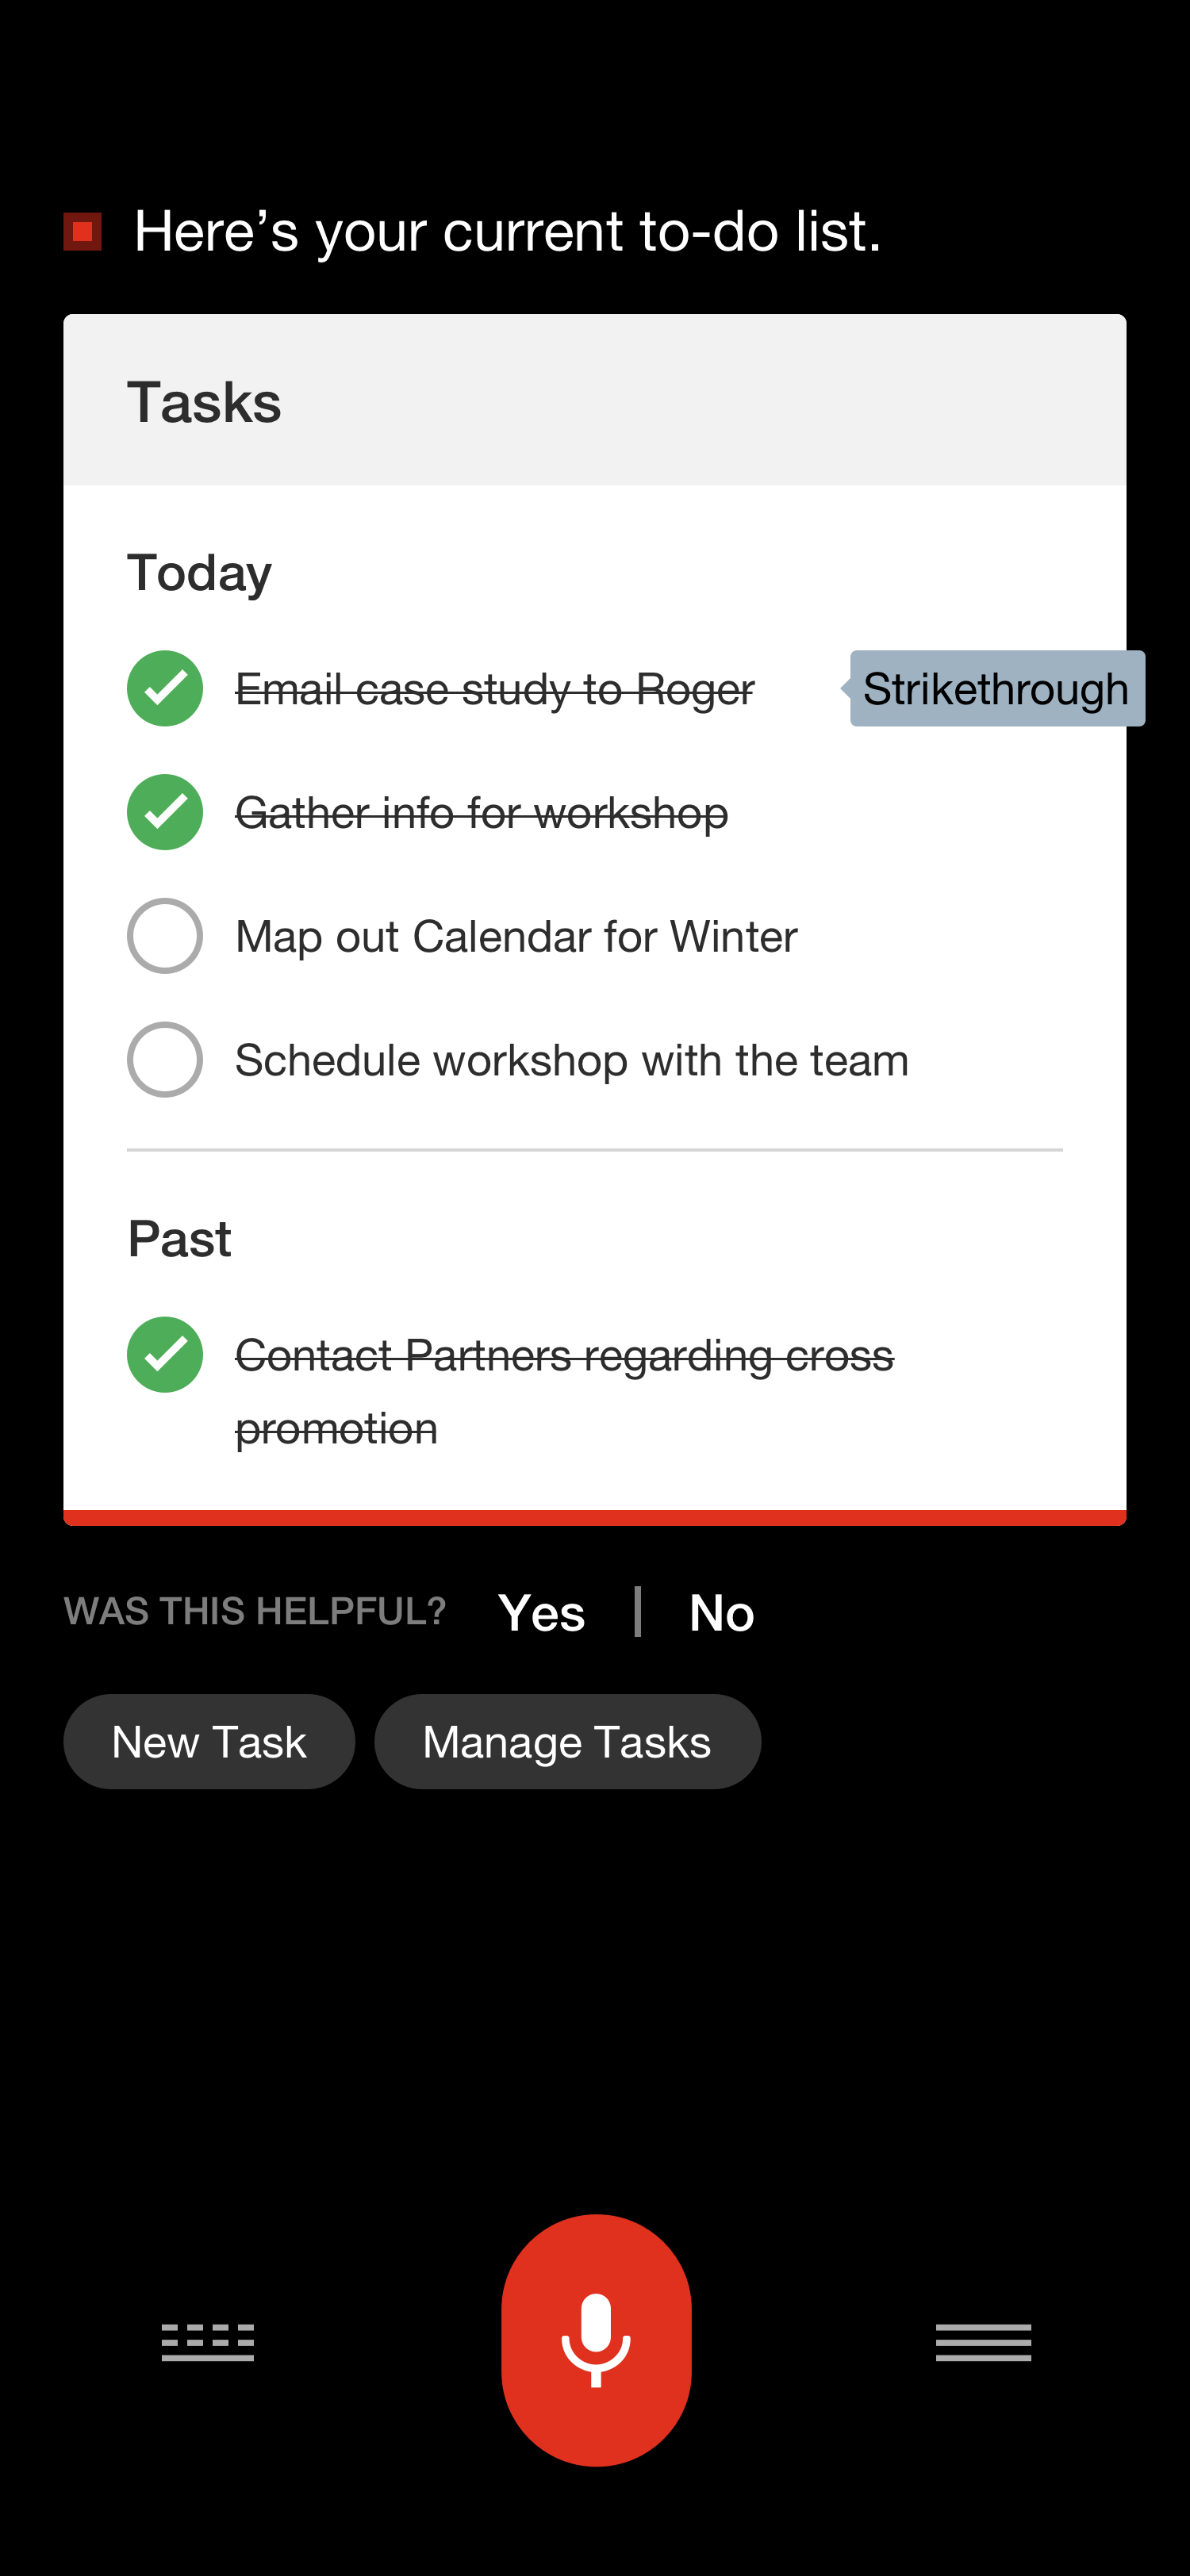 Here’s your current to-do list.
Tasks
Today
Email case study to Roger
Strikethrough
Gather info for workshop
Map out Calendar for Winter
Schedule workshop with the team
Past
Contact Partners regarding cross
promotion
WAS THIS HELPFUL? Yes | No
New Task Manage Tasks